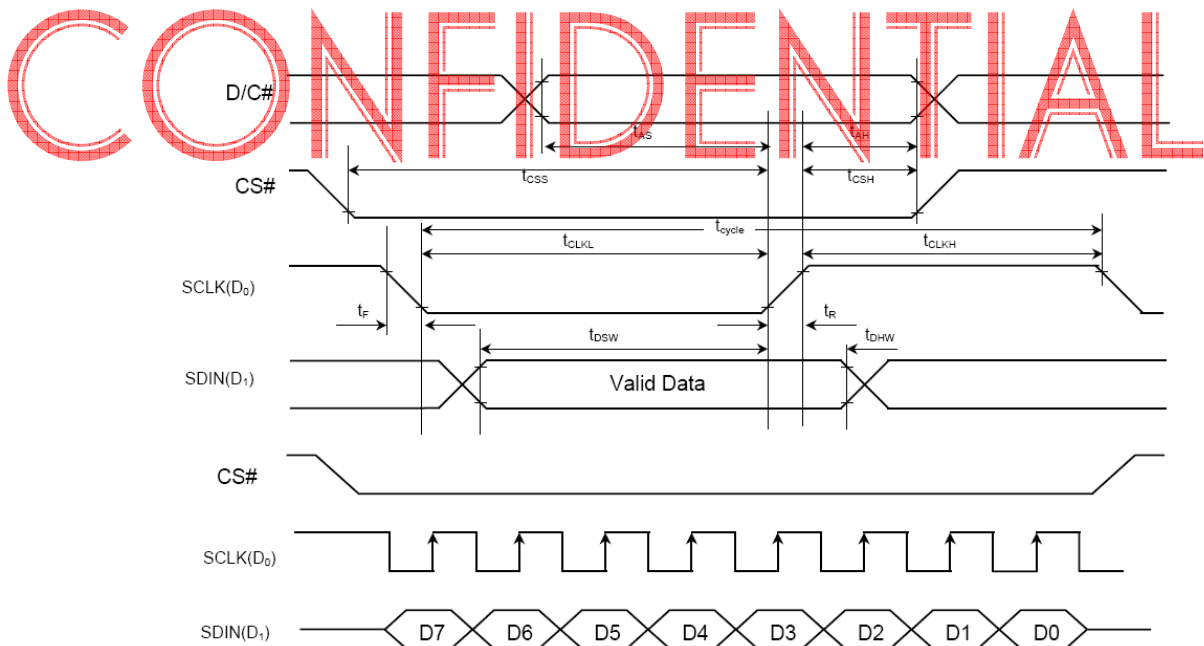 CONFIDENTIAL
D/C#
tAS
tAH
CS#
tCSS
tCSH
tcycle
tCLKL
tCLKH
SCLK(D0)
tF
tR
tDSW
tDHW
SDIN(D1)
Valid Data
CS#
SCLK(D0)
SDIN(D1)
D7 D6 D5 D4 D3 D2 D1 D0